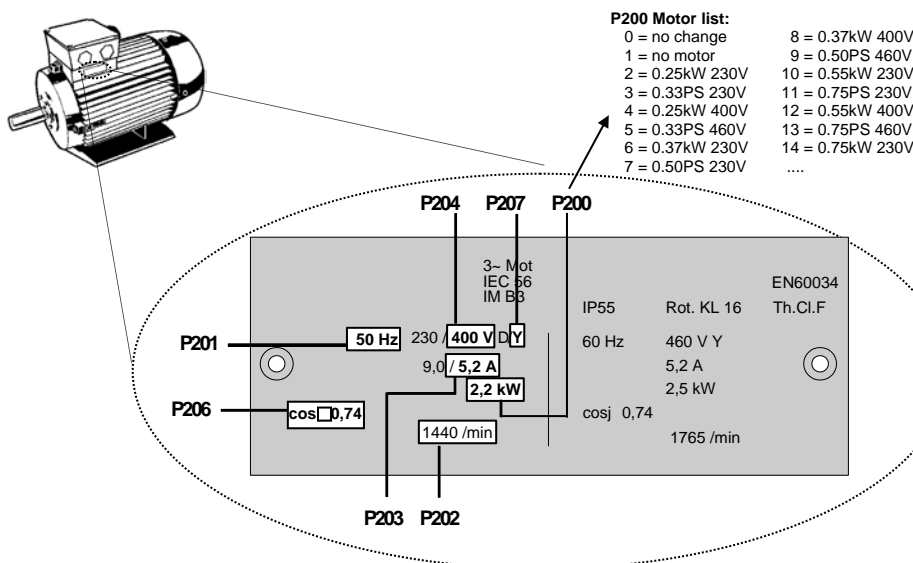 P200 Motor list:
0 = no change
1 = no motor
2 = 0.25kW 230V
3 = 0.33PS 230V
4 = 0.25kW 400V
5 = 0.33PS 460V
6 = 0.37kW 230V
7 = 0.50PS 230V
8 = 0.37kW 400V
9 = 0.50PS 460V
10 = 0.55kW 230V
11 = 0.75PS 230V
12 = 0.55kW 400V
13 = 0.75PS 460V
14 = 0.75kW 230V
....
P204 P207 P200
3~ Mot
IEC 56
IM B3
EN60034
IP55 Rot. KL 16 Th.Cl.F
P201 50 Hz 230 / 400 V D/Y 60 Hz 460 V Y
9,0 / 5,2 A 5,2 A
2,2 kW 2,5 kW
P206 cos□0,74 cosj 0,74
1440 /min 1765 /min
P203 P202